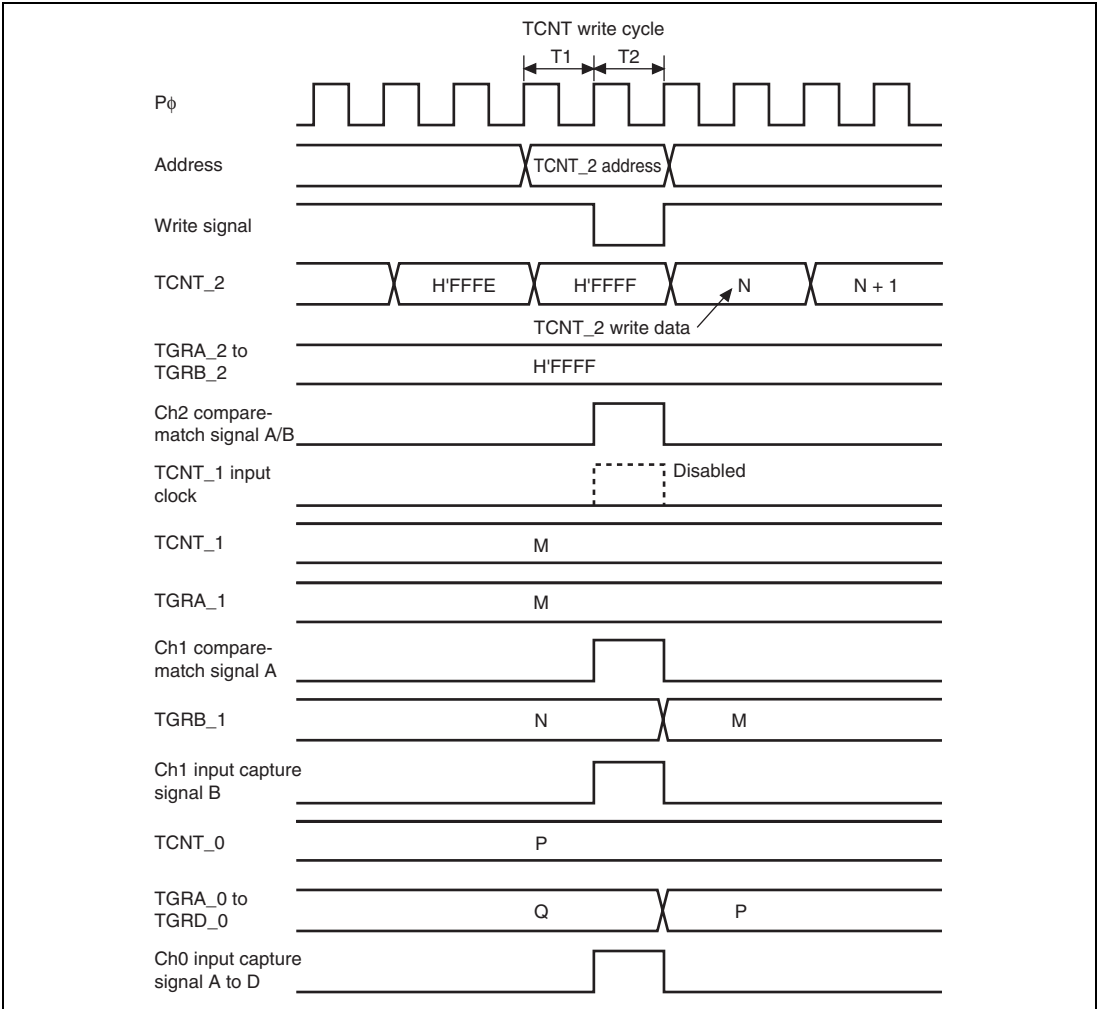 TCNT write cycle
T1 T2
Pϕ
Address
TCNT_2 address
Write signal
TCNT_2
H'FFFE
H'FFFF
N
N + 1
TCNT_2 write data
TGRA_2 to
TGRB_2
H'FFFF
Ch2 compare-
match signal A/B
TCNT_1 input
clock
Disabled
TCNT_1
M
TGRA_1
M
Ch1 compare-
match signal A
TGRB_1
N
M
Ch1 input capture
signal B
TCNT_0
P
TGRA_0 to
TGRD_0
Q
P
Ch0 input capture
signal A to D